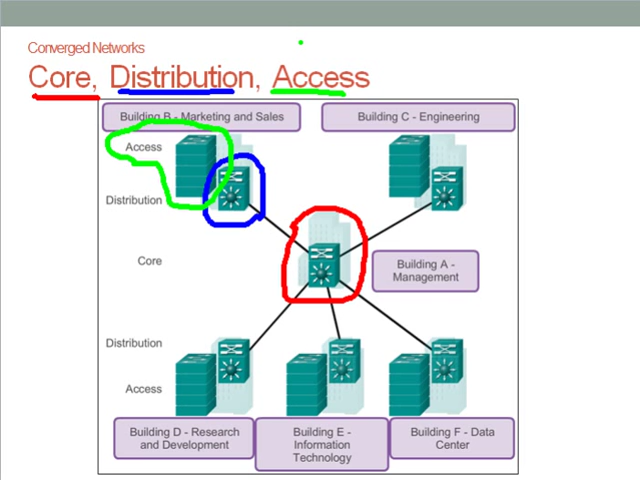 Converged Networks
Core, Distribution, Access
Building B - Marketing and Sales
Building C - Engineering
Access
Distribution
Core
Building A -
Management
Distribution
Access
Building D - Research
and Development
Building E -
Information
Technology
Building F - Data
Center